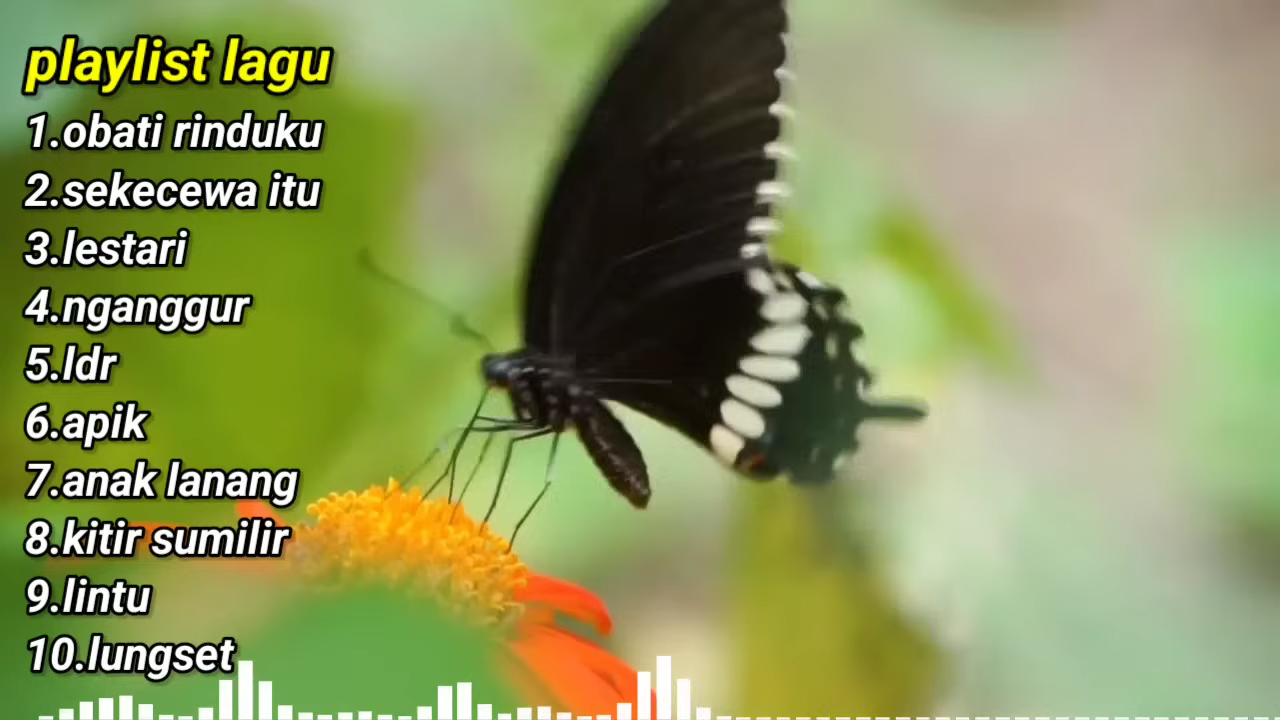 playlist lagu
1.obati rinduku
2.sekecewa itu
3.lestari
4.nganggur
5.ldr
6.apik
7.anak lanang
8.kitir sumilir
9.lintu
10.lungset